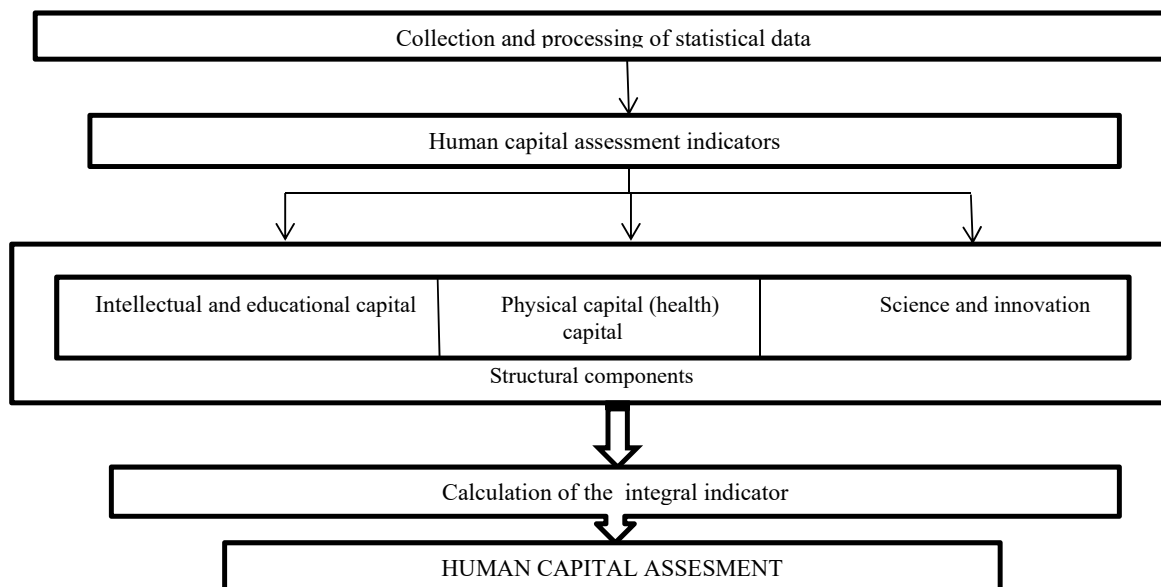 Collection and processing of statistical data
Human capital assessment indicators
Intellectual and educational capital
Physical capital (health)
capital
Science and innovation
Structural components
Calculation of the integral indicator
HUMAN CAPITAL ASSESMENT